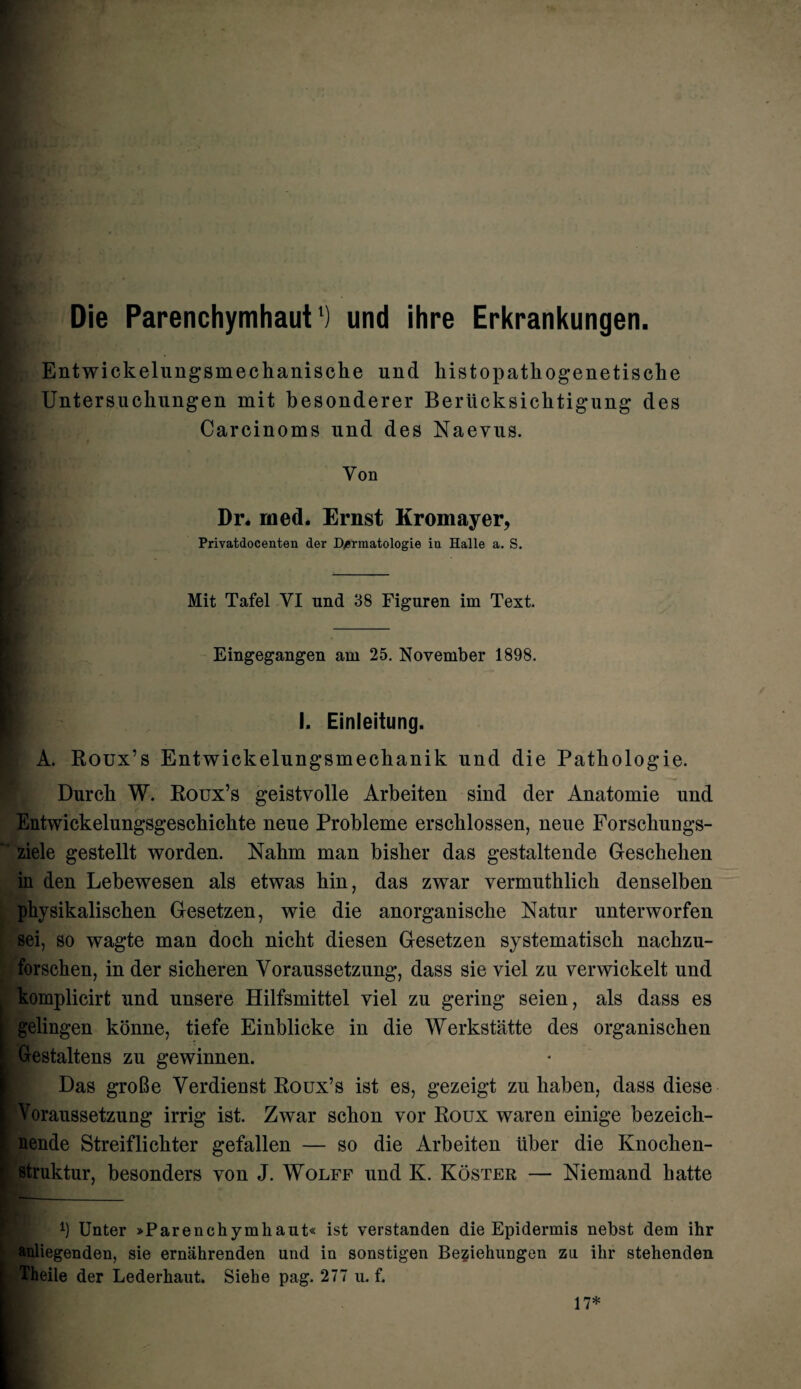 Die Parenchymhaut¹) und ihre Erkrankungen.
Entwickelungsmechanische und histopathogenetische
Untersuchungen mit besonderer Berücksichtigung des
Carcinoms und des Naevus.
Von
Dr. med. Ernst Kromayer,
Privatdocenten der Dermatologie in Halle a. S.
Mit Tafel VI und 38 Figuren im Text.
Eingegangen am 25. November 1898.
I. Einleitung.
A. Roux's Entwickelungsmechanik und die Pathologie.
Durch W. Roux's geistvolle Arbeiten sind der Anatomie und
Entwickelungsgeschichte neue Probleme erschlossen, neue Forschungs-
ziele gestellt worden. Nahm man bisher das gestaltende Geschehen
in den Lebewesen als etwas hin, das zwar vermuthlich denselben
physikalischen Gesetzen, wie die anorganische Natur unterworfen
sei, so wagte man doch nicht diesen Gesetzen systematisch nachzu-
forschen, in der sicheren Voraussetzung, dass sie viel zu verwickelt und
komplicirt und unsere Hilfsmittel viel zu gering seien, als dass es
gelingen könne, tiefe Einblicke in die Werkstätte des organischen
Gestaltens zu gewinnen.
Das große Verdienst Roux's ist es, gezeigt zu haben, dass diese
Voraussetzung irrig ist. Zwar schon vor Roux waren einige bezeich-
nende Streiflichter gefallen — so die Arbeiten über die Knochen-
struktur, besonders von J. Wolff und K. Köster — Niemand hatte
¹) Unter »Parenchymhaut« ist verstanden die Epidermis nebst dem ihr
anliegenden, sie ernährenden und in sonstigen Beziehungen zu ihr stehenden
Theile der Lederhaut. Siehe pag. 277 u. f.
17*